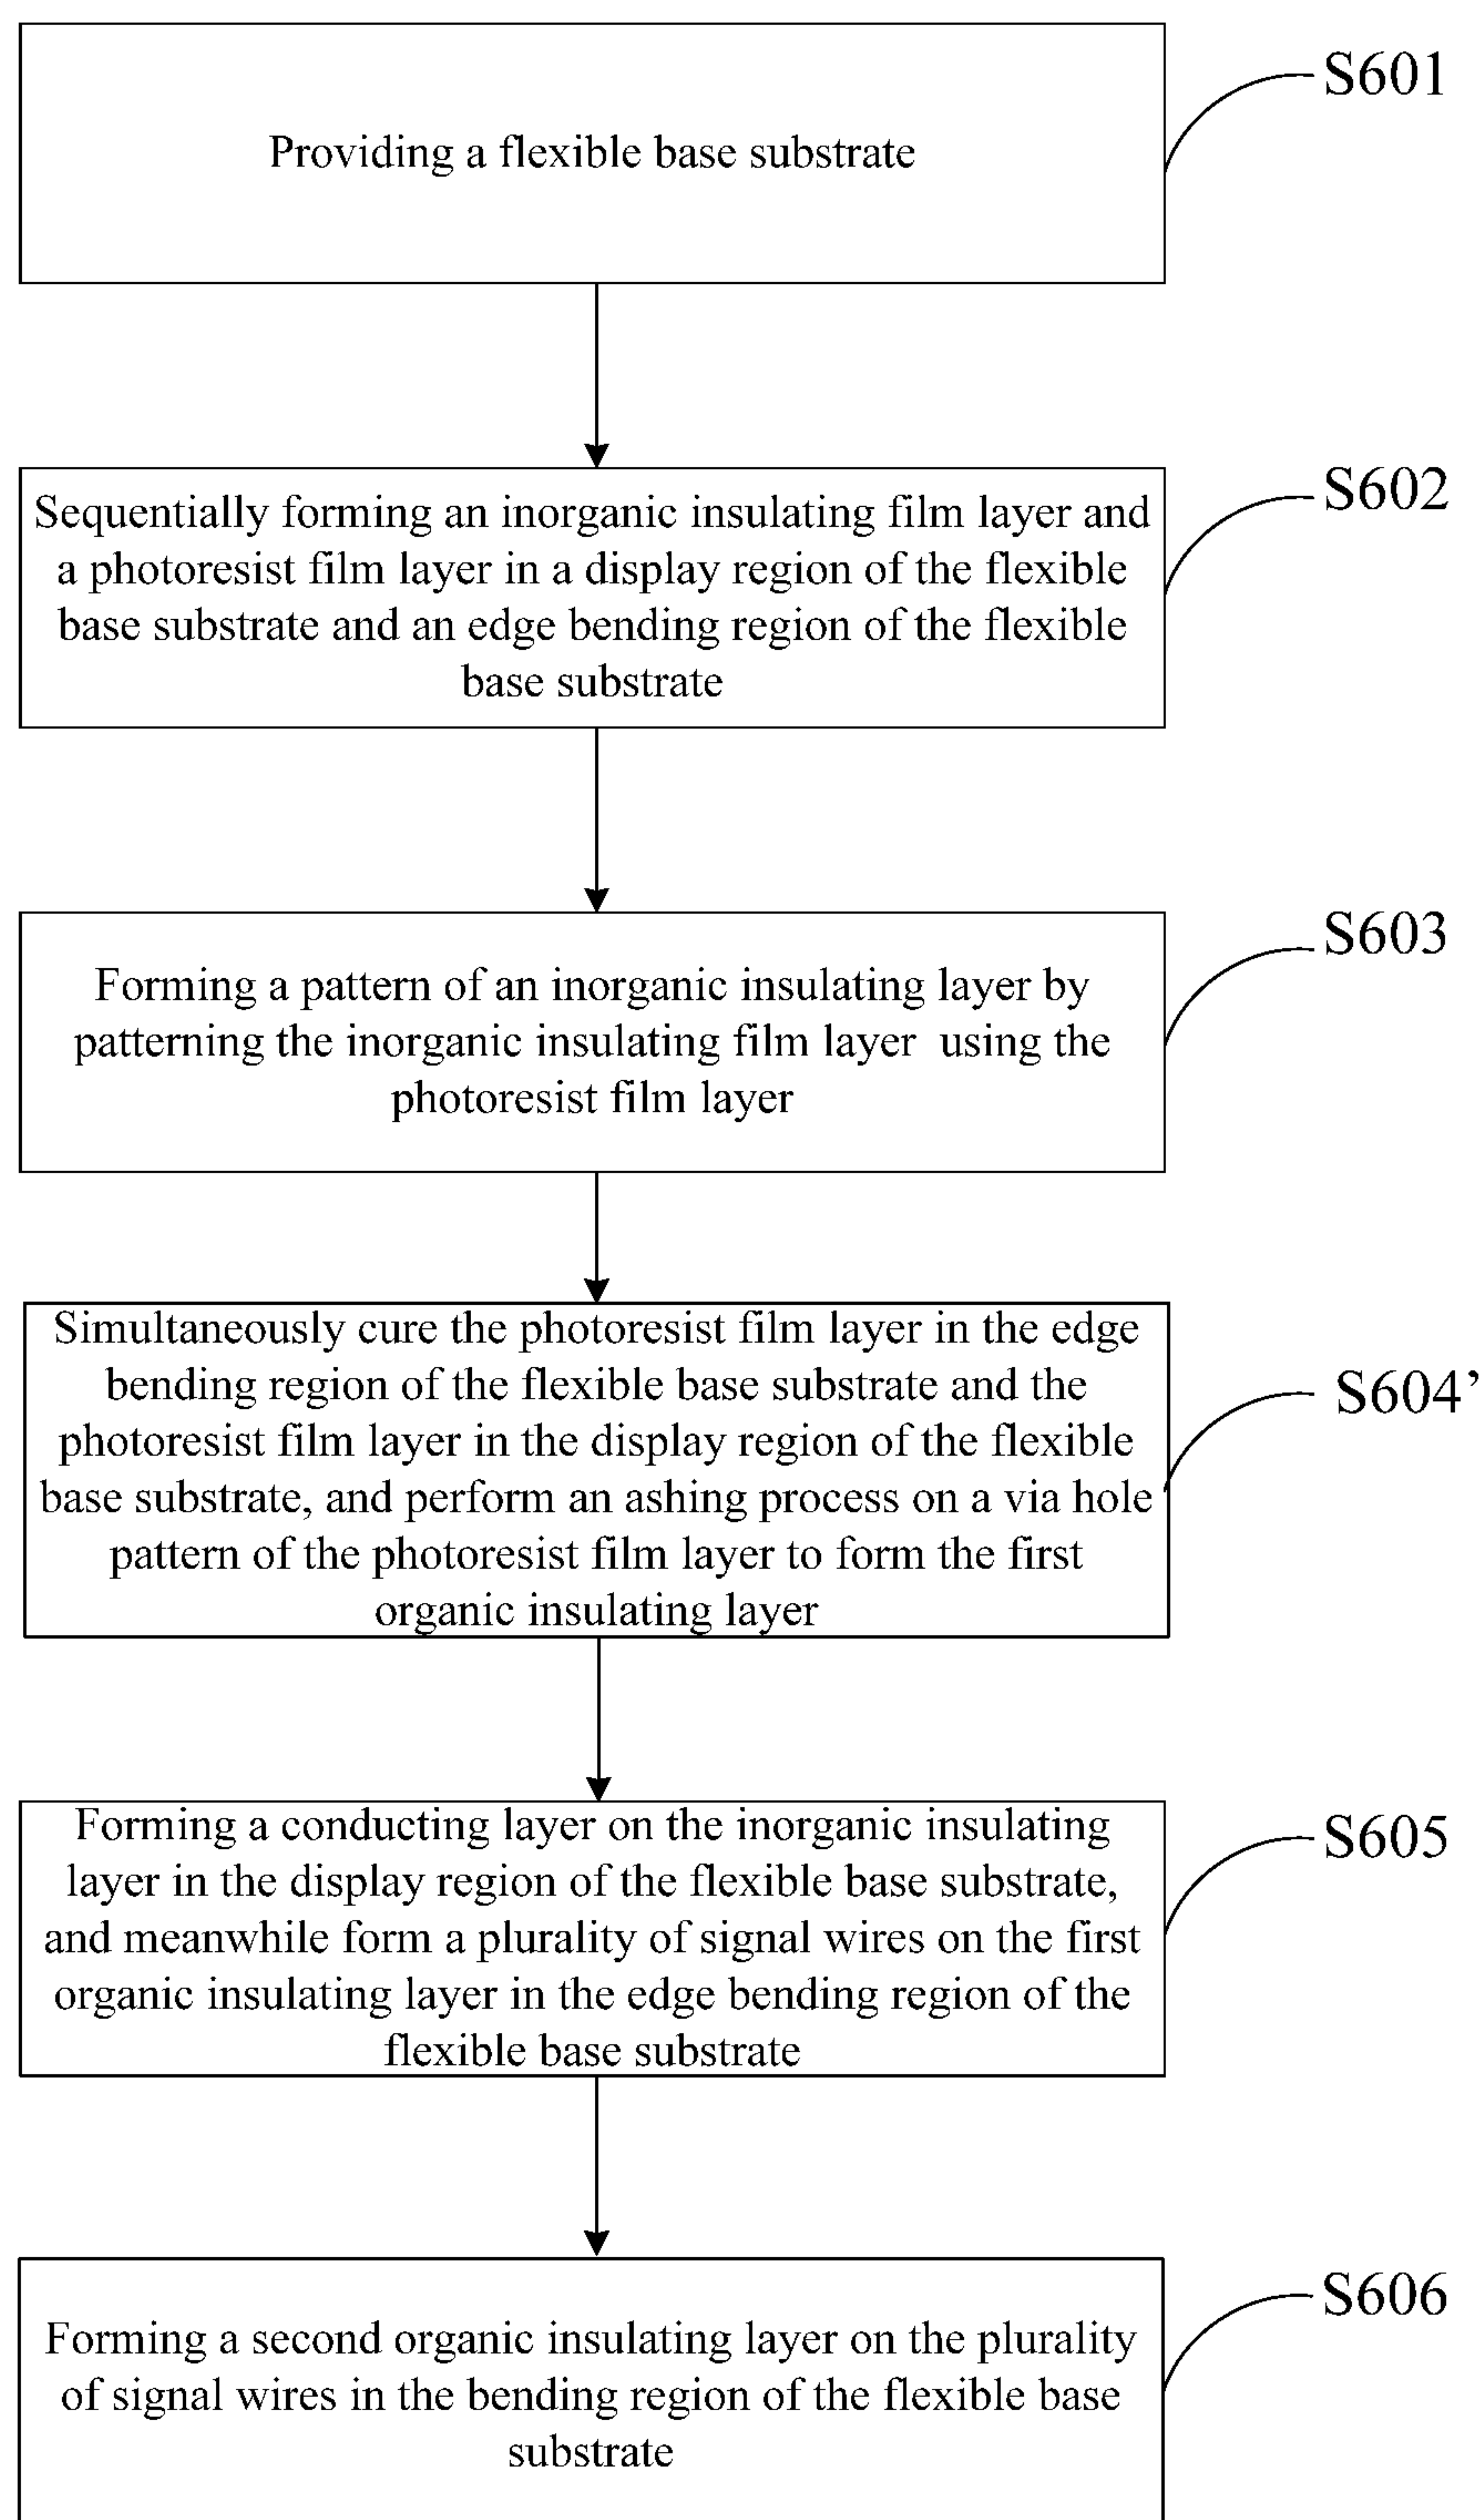 S601
Providing a flexible base substrate
S602
Sequentially forming an inorganic insulating film layer and
a photoresist film layer in a display region of the flexible
base substrate and an edge bending region of the flexible
base substrate
S603
Forming a pattern of an inorganic insulating layer by
patterning the inorganic insulating film layer using the
photoresist film layer
Simultaneously cure the photoresist film layer in the edge
bending region of the flexible base substrate and the
S604’
photoresist film layer in the display region of the flexible
base substrate, and perform an ashing process on a via hole
pattern of the photoresist film layer to form the first
organic insulating layer
Forming a conducting layer on the inorganic insulating
S605
layer in the display region of the flexible base substrate,
and meanwhile form a plurality of signal wires on the first
organic insulating layer in the edge bending region of the
flexible base substrate
S606
Forming a second organic insulating layer on the plurality
of signal wires in the bending region of the flexible base
substrate